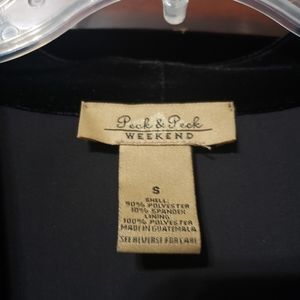 Peck & Peck
WEEKEND
S
SHELL:
90% POLYESTER
10% SPANDEX
LINING:
100% POLYESTER
MADE IN GUATEMALA
SEE REVERSE FOR CARE